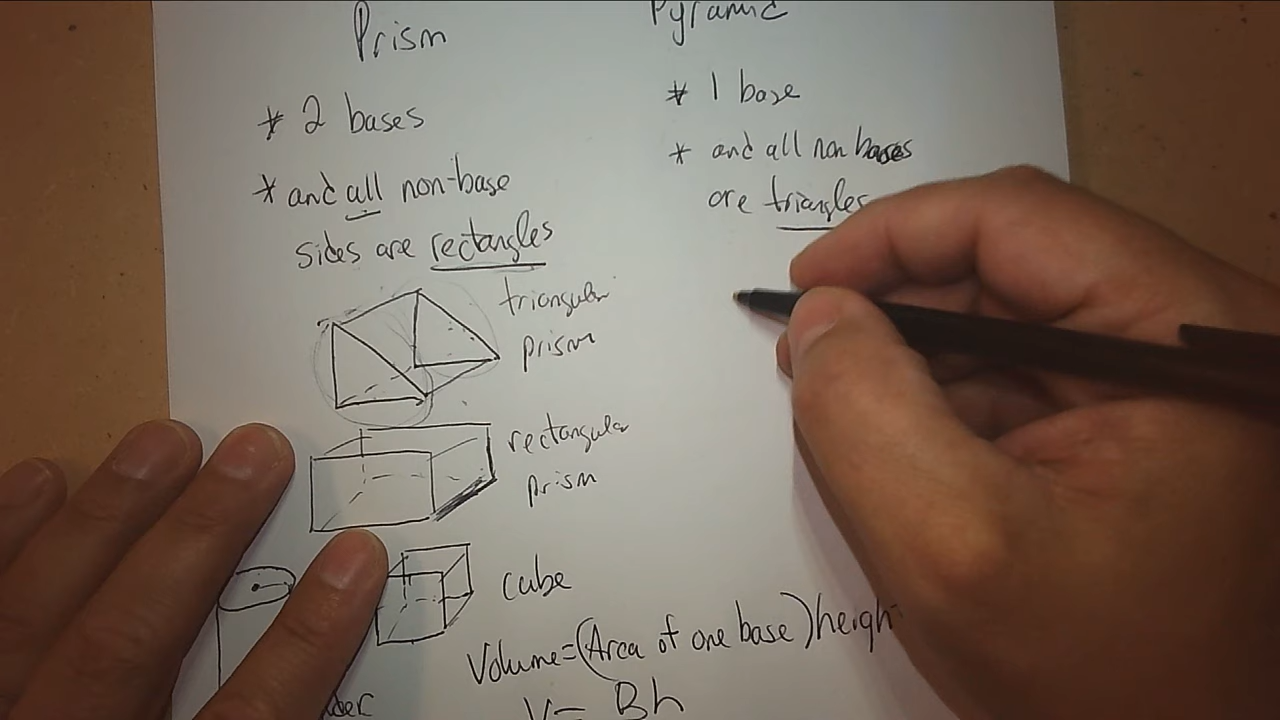 Prism
* 2 bases
* and all non-base
sides are rectangles
triangular
prism
rectangular
prism
cube
Volume=(Area of one base)heigh
V= Bh
Pyramid
* 1 base
* and all non bases
are triangles